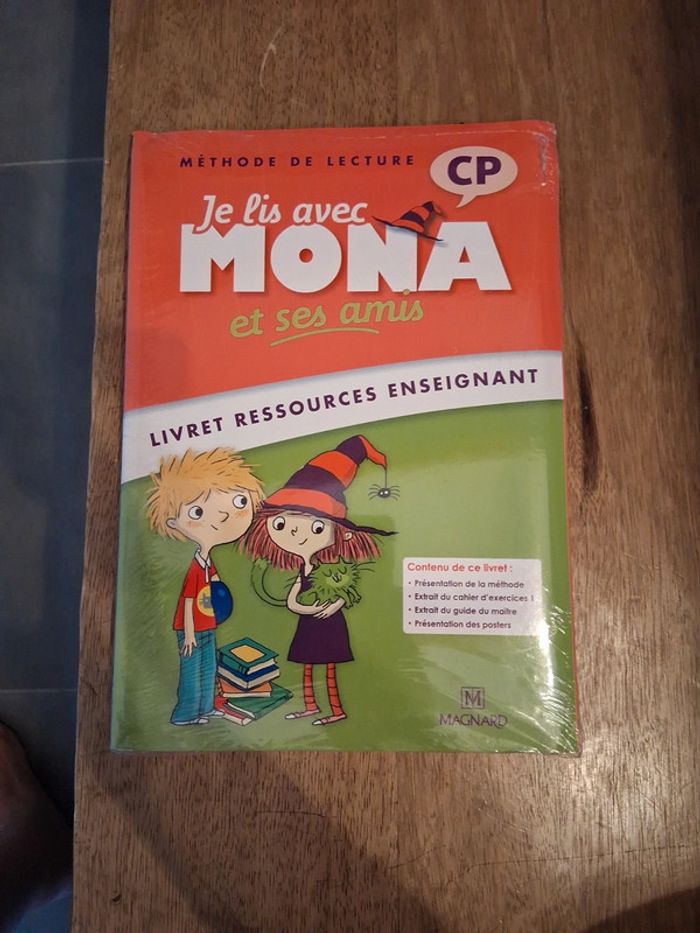 MÉTHODE DE LECTURE
CP
Je lis avec
MONA
et ses amis
LIVRET RESSOURCES ENSEIGNANT
Contenu de ce livret :
• Présentation de la méthode
• Extrait du cahier d'exercices 1
• Extrait du guide du maître
• Présentation des posters
M
MAGNARD